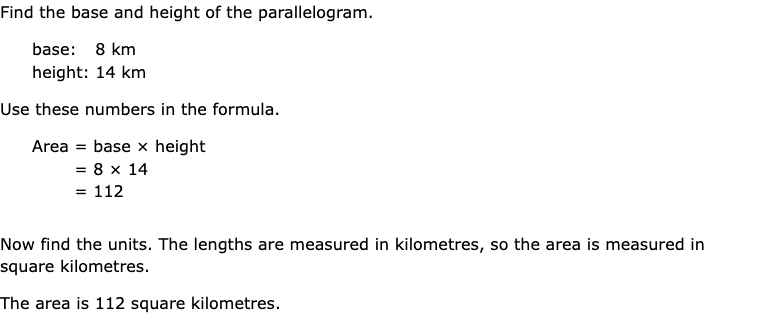 Find the base and height of the parallelogram.
base: 8 km
height: 14 km
Use these numbers in the formula.
Area = base × height
= 8 × 14
= 112
Now find the units. The lengths are measured in kilometres, so the area is measured in
square kilometres.
The area is 112 square kilometres.